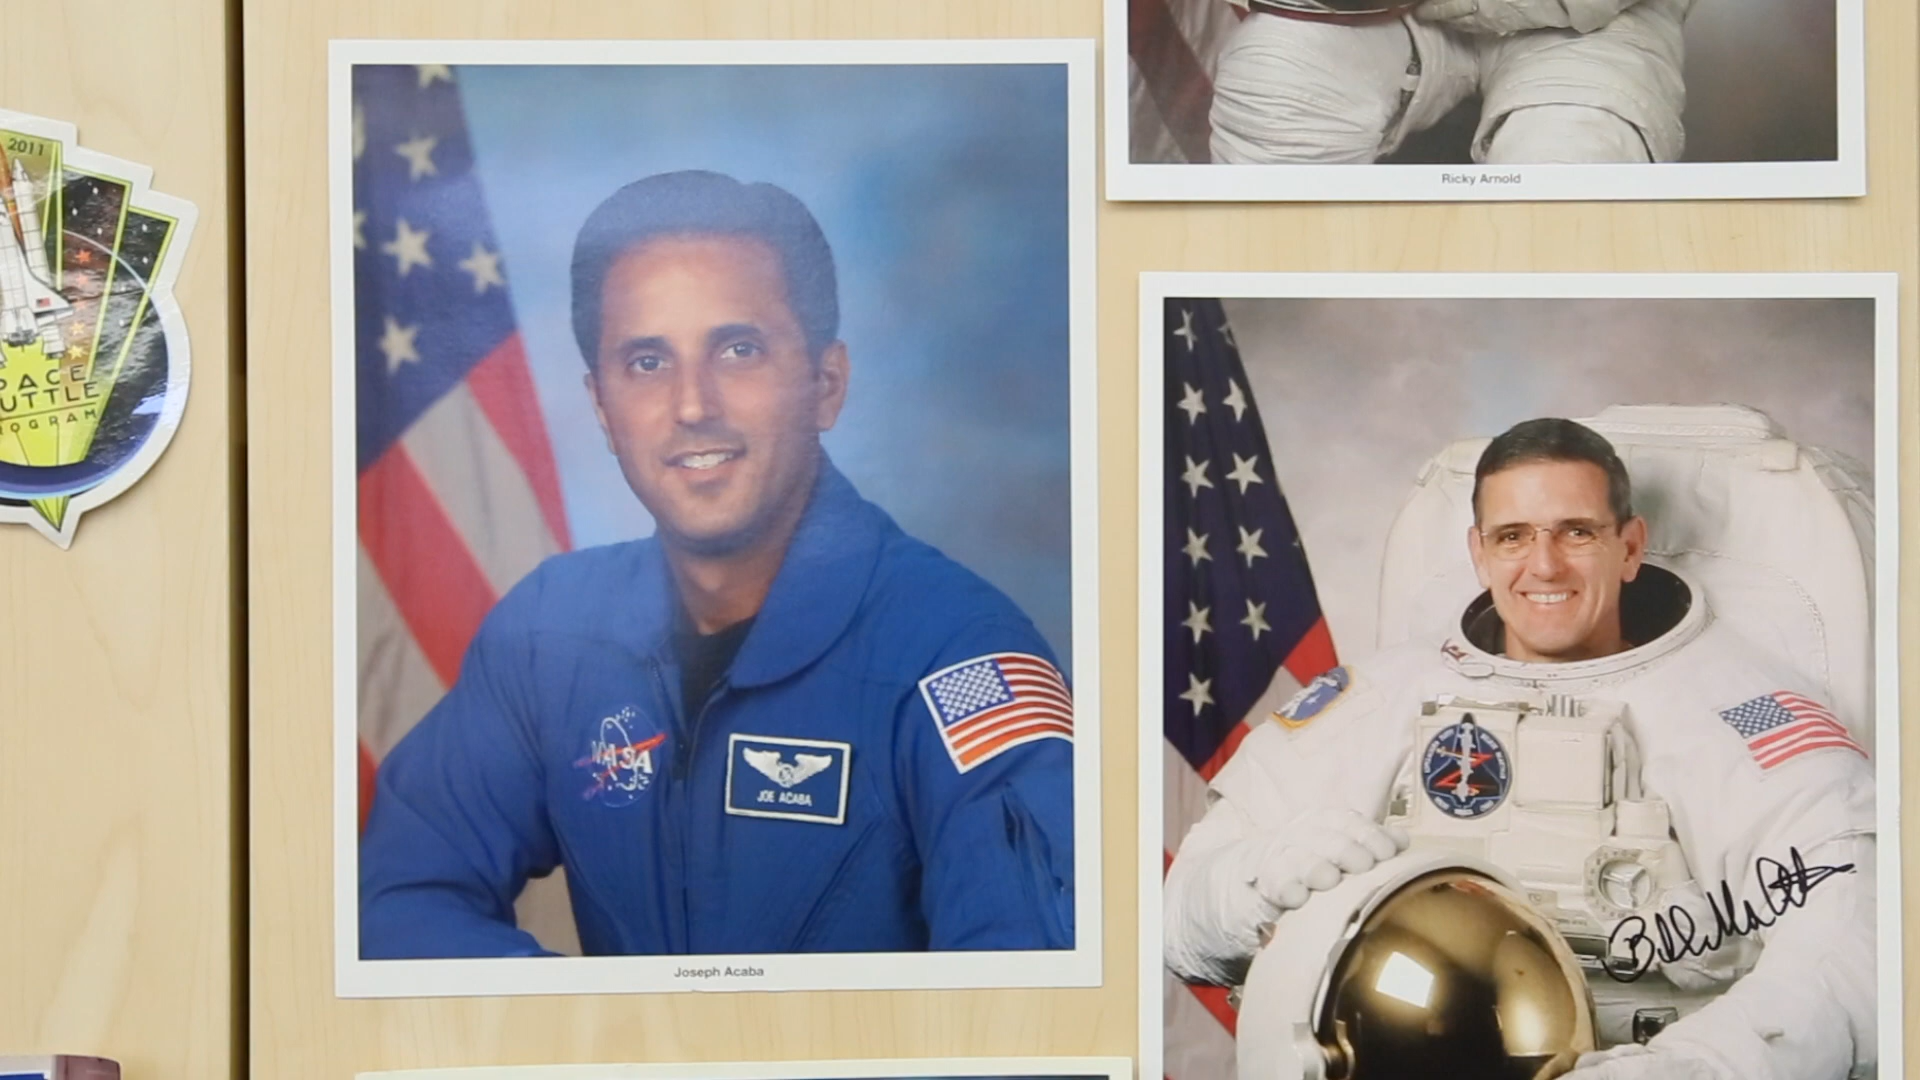 2011
PACE
UTTLE
OGRAM
NASA
JOE ACABA
Joseph Acaba
Ricky Arnold